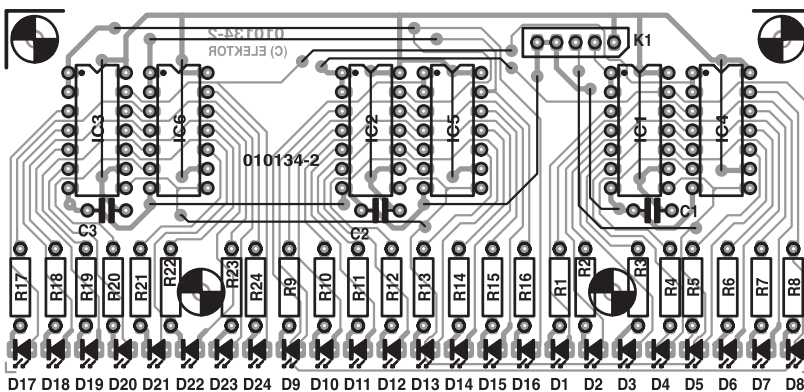 010134-2
(C) ELEKTOR
K1
IC3
IC6
IC2
IC5
IC1
IC4
010134-2
C3
C2
C1
R17
R18
R19
R20
R21
R22
R23
R24
R9
R10
R11
R12
R13
R14
R15
R16
R1
R2
R3
R4
R5
R6
R7
R8
D17 D18 D19 D20 D21 D22 D23 D24 D9 D10 D11 D12 D13 D14 D15 D16 D1 D2 D3 D4 D5 D6 D7 D8